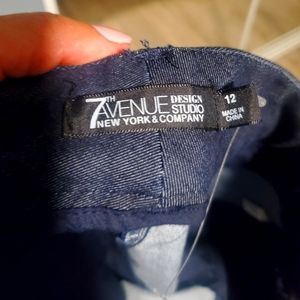 7TH AVENUE DESIGN STUDIO
NEW YORK & COMPANY
12
MADE IN
CHINA